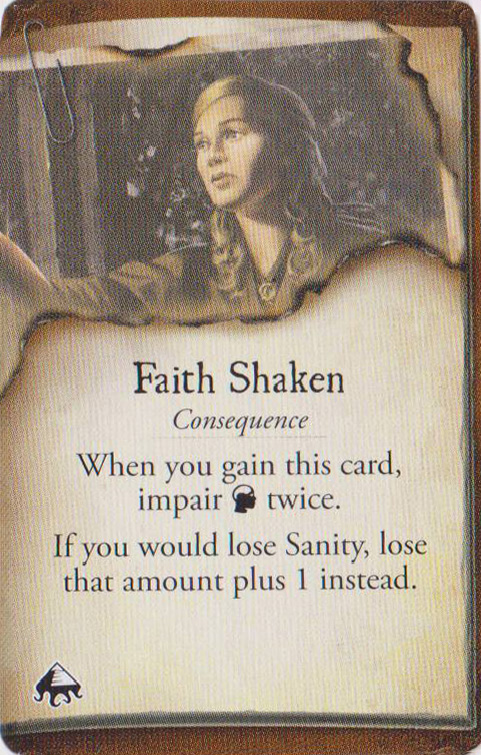 Faith Shaken
Consequence
When you gain this card,
impair twice.
If you would lose Sanity, lose
that amount plus 1 instead.